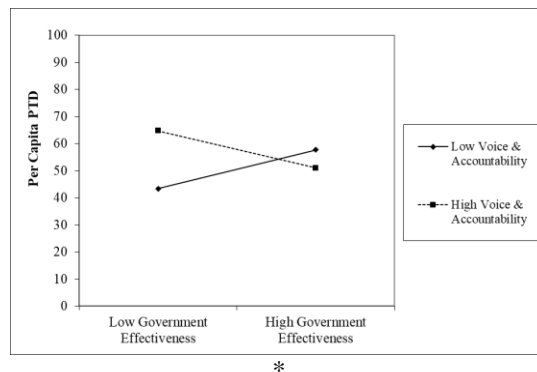 100
90
80
70
60
50
40
30
20
10
0
Per Capita PTD
Low Government
Effectiveness
High Government
Effectiveness
Low Voice &
Accountability
High Voice &
Accountability
*